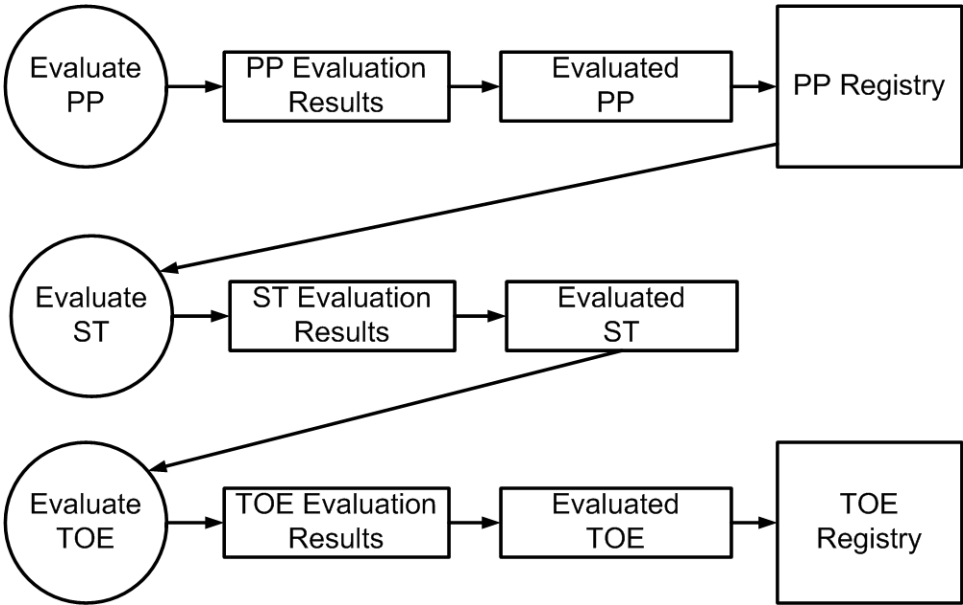 Evaluate
PP
PP Evaluation
Results
Evaluated
PP
PP Registry
Evaluate
ST
ST Evaluation
Results
Evaluated
ST
Evaluate
TOE
TOE Evaluation
Results
Evaluated
TOE
TOE
Registry